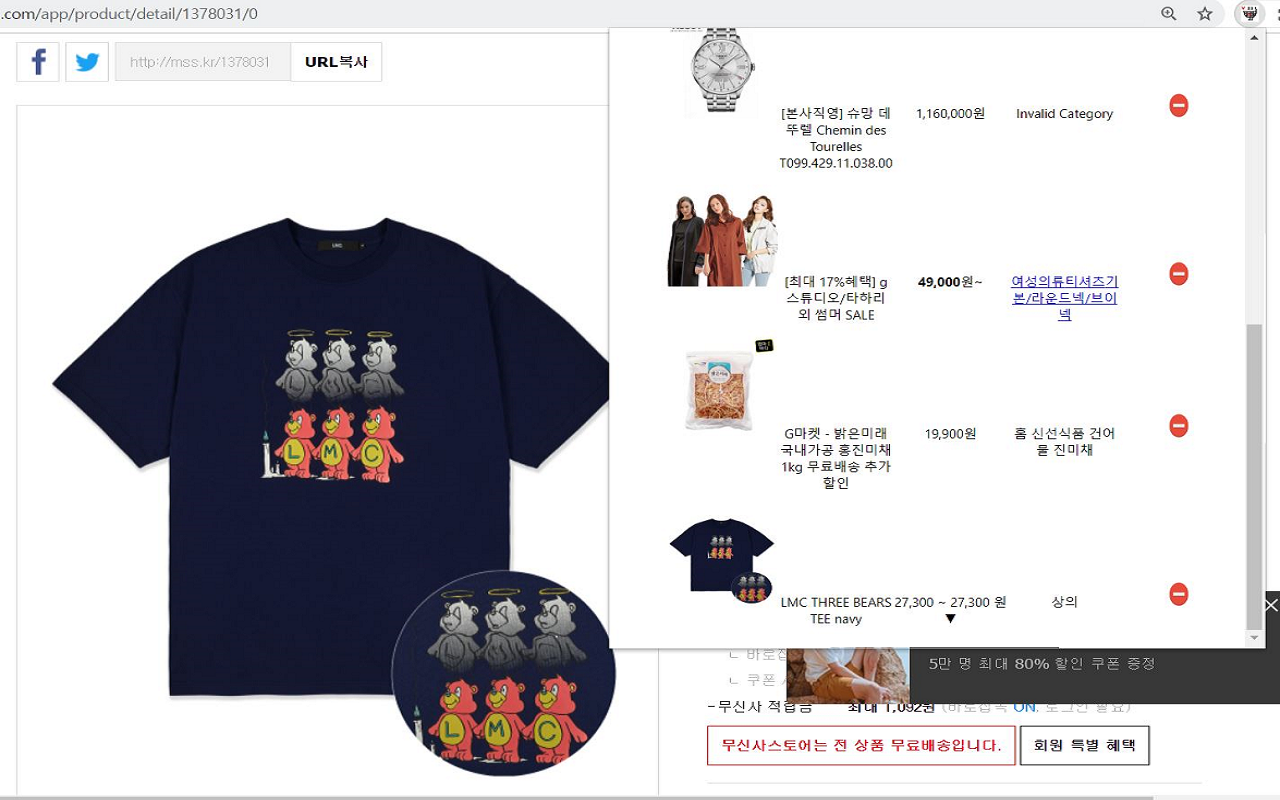 .com/app/product/detail/1378031/0
http://mss.kr/1378031
URL복사
LMC
L M C
L M C
[본사직영] 슈망 데
뚜렐 Chemin des
Tourelles
T099.429.11.038.00
1,160,000원
Invalid Category
[최대 17%혜택] g
스튜디오/타하리
외 썸머 SALE
49,000원~
여성의류티셔츠기
본/라운드넥/브이
넥
G마켓 - 밝은미래
국내가공 홍진미채
1kg 무료배송 추가
할인
19,900원
홈 신선식품 건어
물 진미채
LMC THREE BEARS
TEE navy
27,300 ~ 27,300 원
▼
상의
ㄴ 바로접
ㄴ 쿠폰
5만 명 최대 80% 할인 쿠폰 증정
-무신사 적립금
최대 1,092원 (바로접속 ON, 로그인 필요)
무신사스토어는 전 상품 무료배송입니다.
회원 특별 혜택